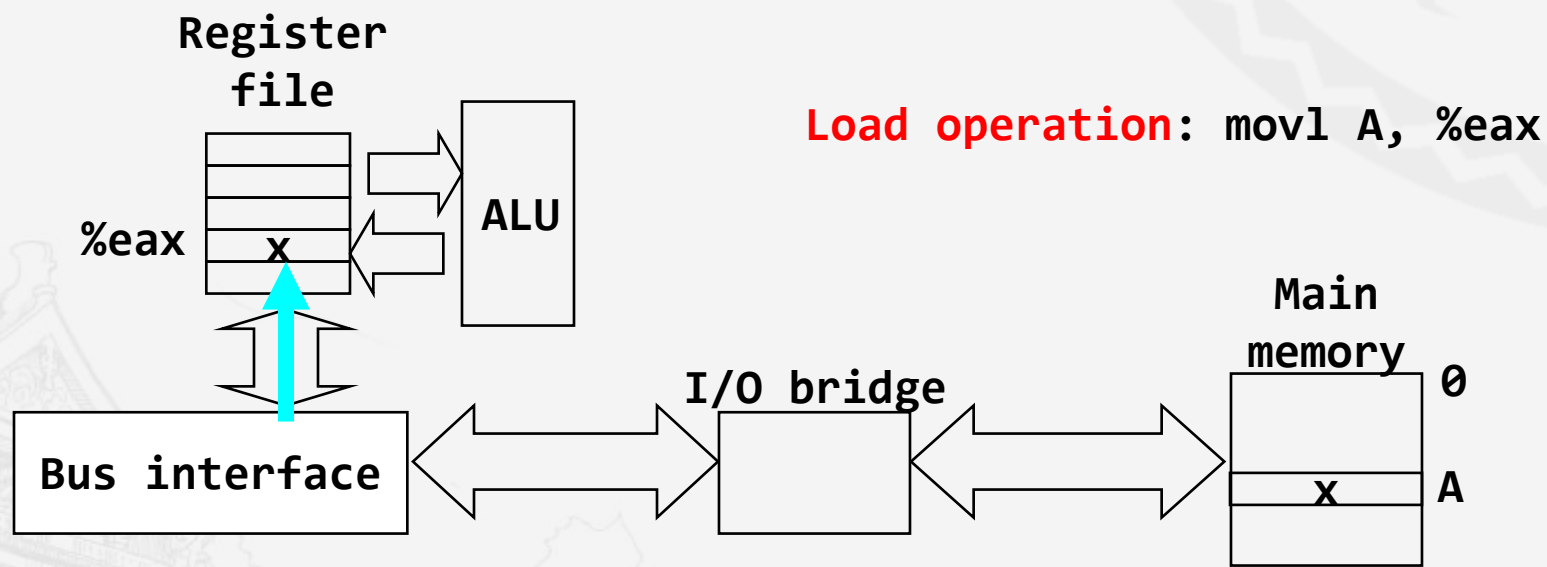 Register
file
Load operation: movl A, %eax
ALU
%eax
x
Main
memory
0
I/O bridge
Bus interface
x
A